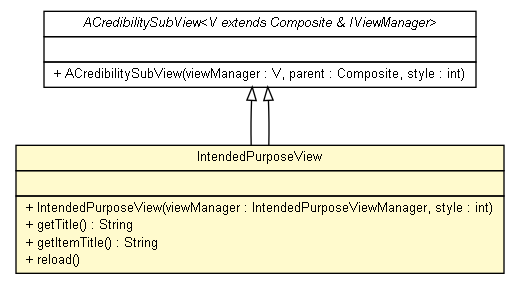 ACredibilitySubView<V extends Composite & IViewManager>
+ ACredibilitySubView(viewManager : V, parent : Composite, style : int)
IntendedPurposeView
+ IntendedPurposeView(viewManager : IntendedPurposeViewManager, style : int)
+ getTitle() : String
+ getItemTitle() : String
+ reload()